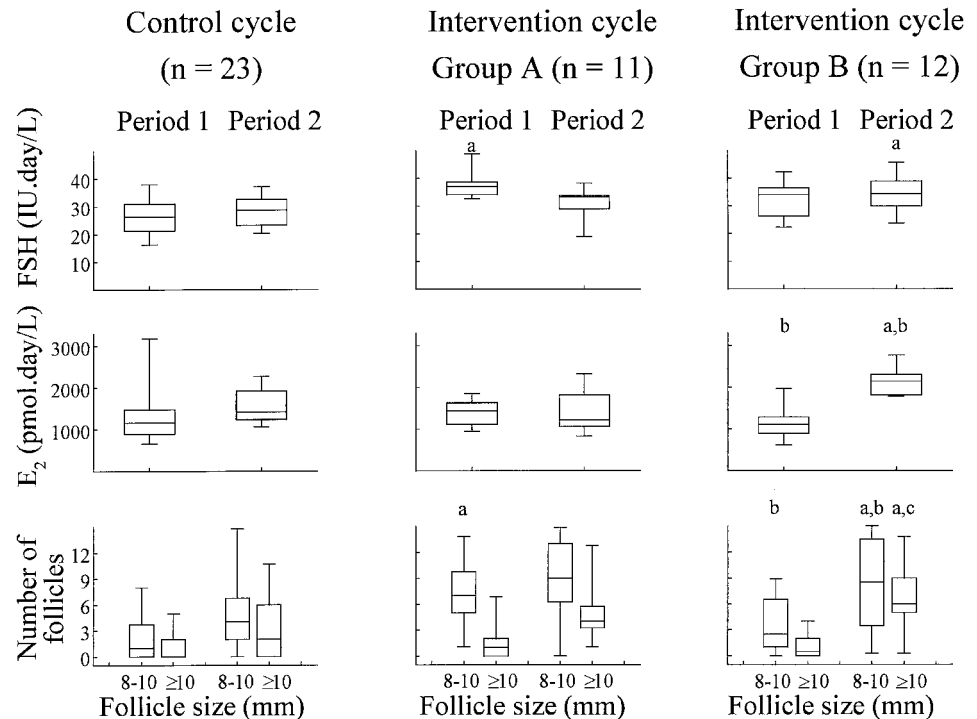 Control cycle
(n = 23)
Intervention cycle
Group A (n = 11)
Intervention cycle
Group B (n = 12)
Period 1 Period 2
Period 1 Period 2
Period 1 Period 2
FSH (IU.day/L)
40
30
20
10
a
a
E2 (pmol.day/L)
3000
2000
1000
b
a,b
Number of
follicles
12
9
6
3
0
a
b
a,b a,c
8-10 ≥10 8-10 ≥10
8-10 ≥10 8-10 ≥10
8-10 ≥10 8-10 ≥10
Follicle size (mm)
Follicle size (mm)
Follicle size (mm)